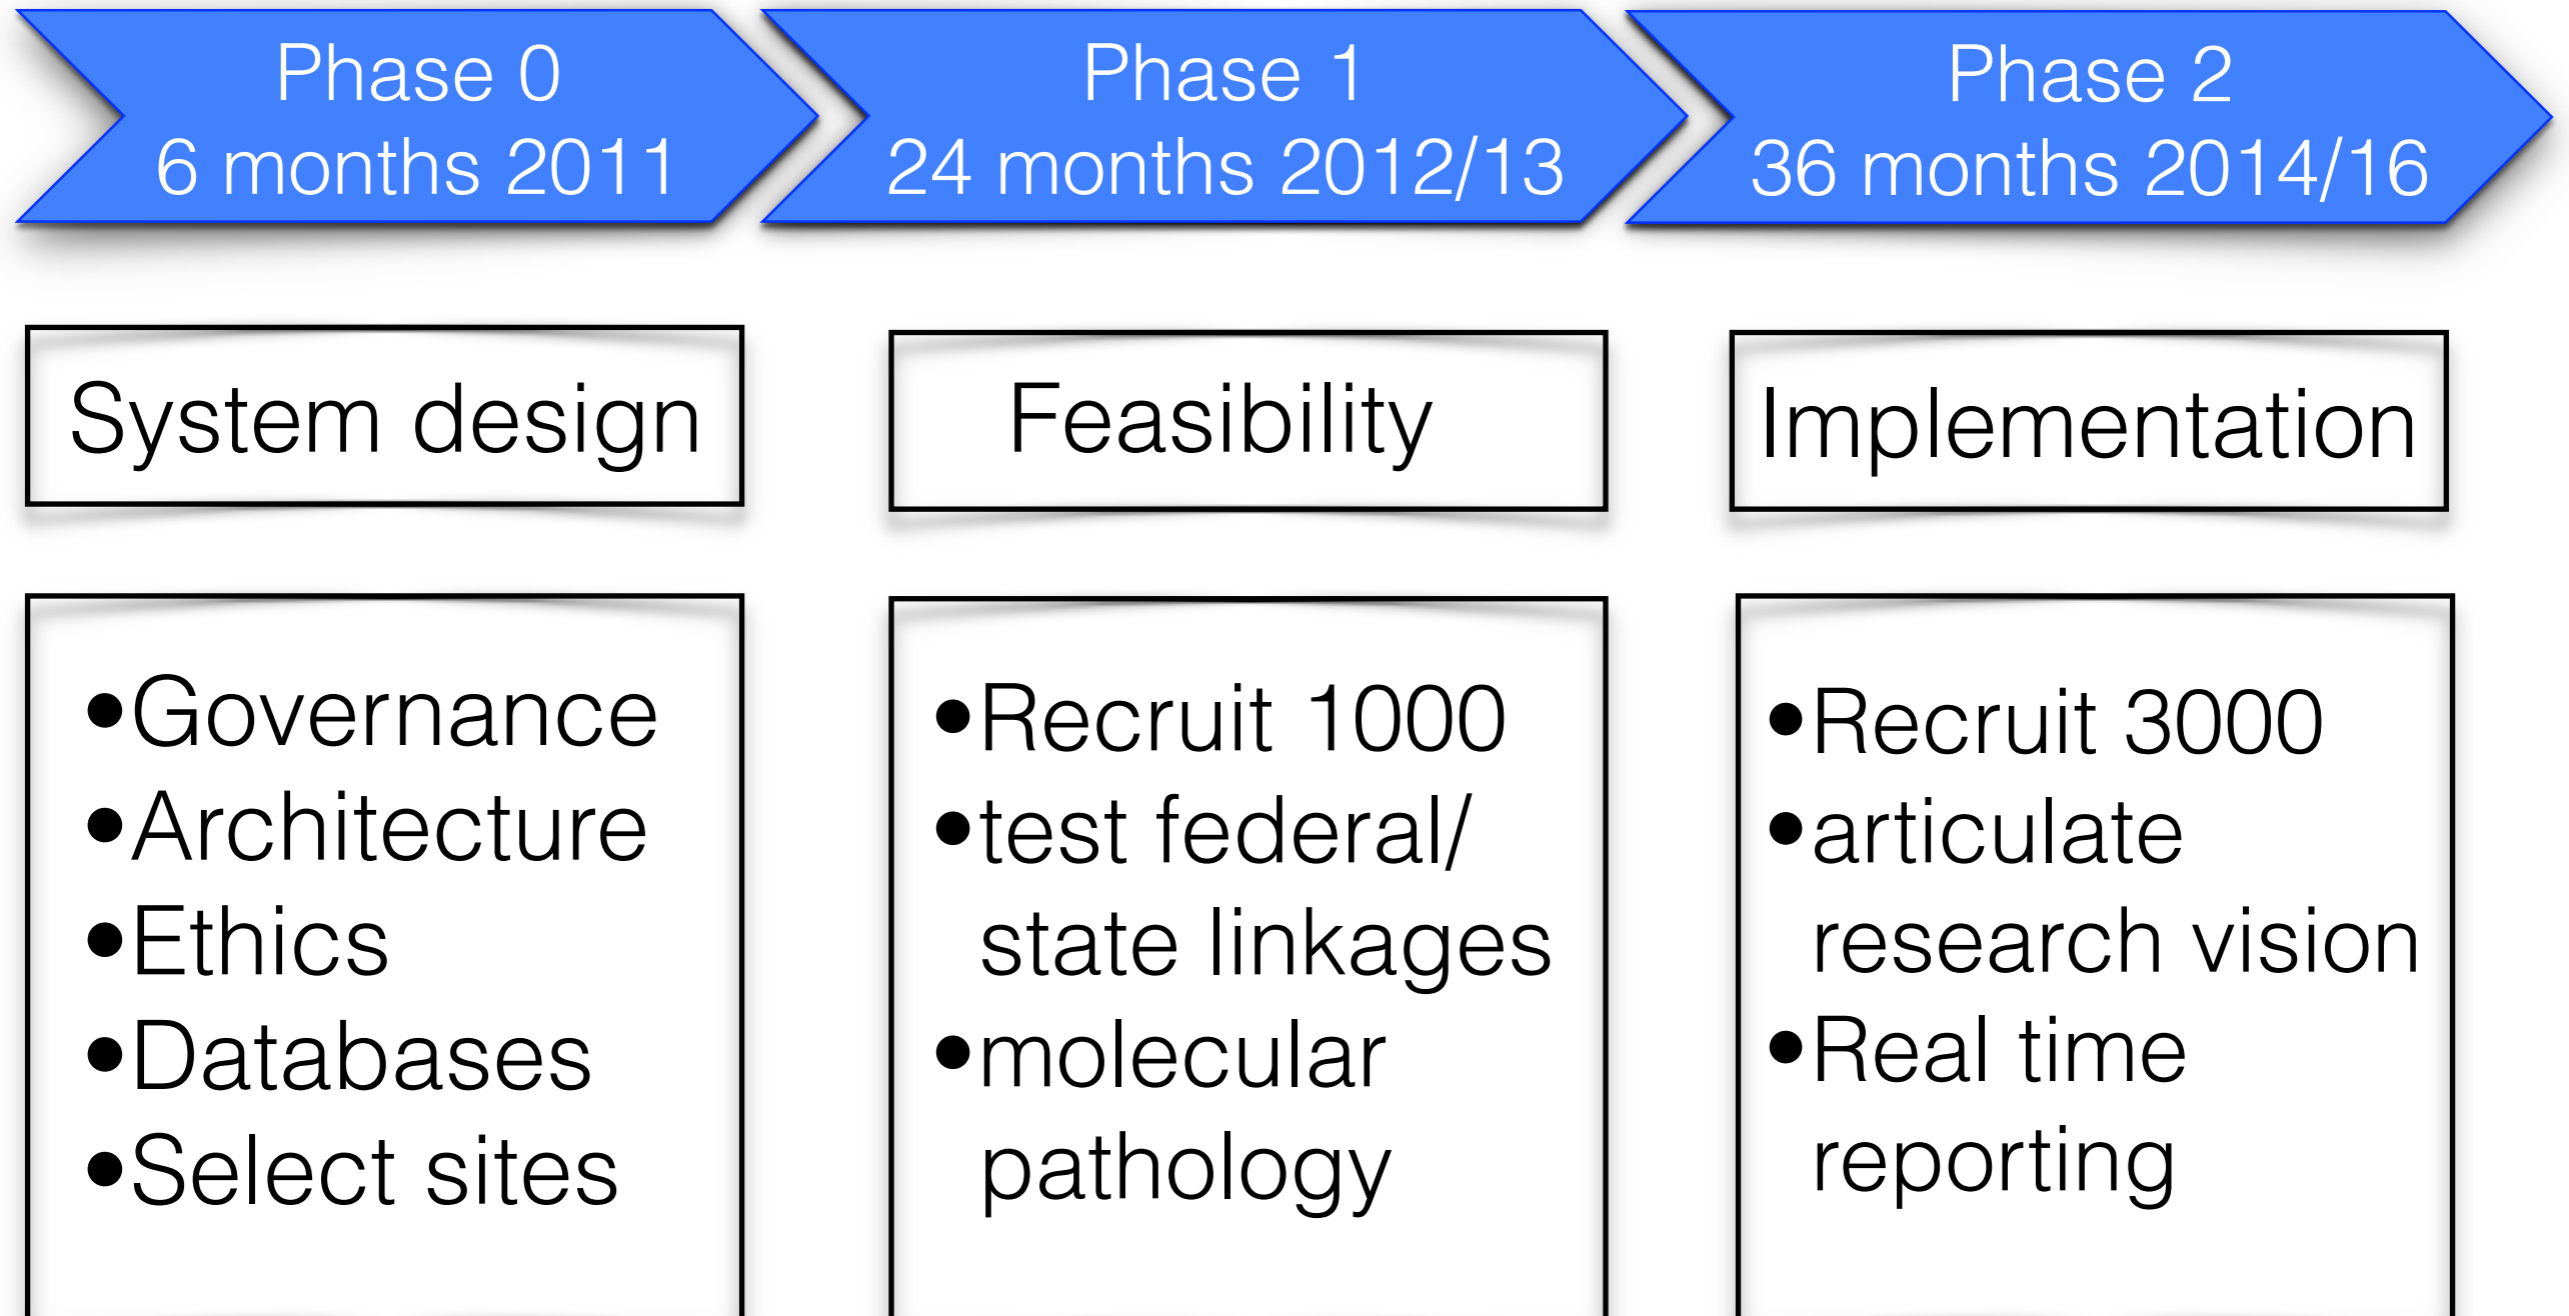 Phase 0
6 months 2011
Phase 1
24 months 2012/13
Phase 2
36 months 2014/16
System design
Feasibility
Implementation
•Governance
•Architecture
•Ethics
•Databases
•Select sites
•Recruit 1000
•test federal/
state linkages
•molecular
pathology
•Recruit 3000
•articulate
research vision
•Real time
reporting